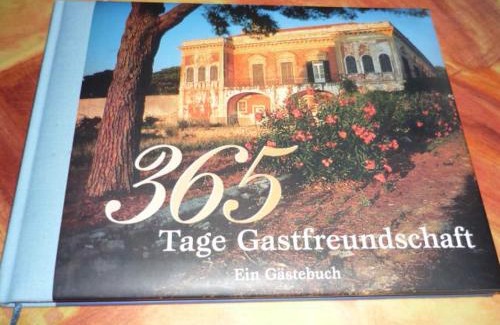 365
Tage Gastfreundschaft
Ein Gästebuch